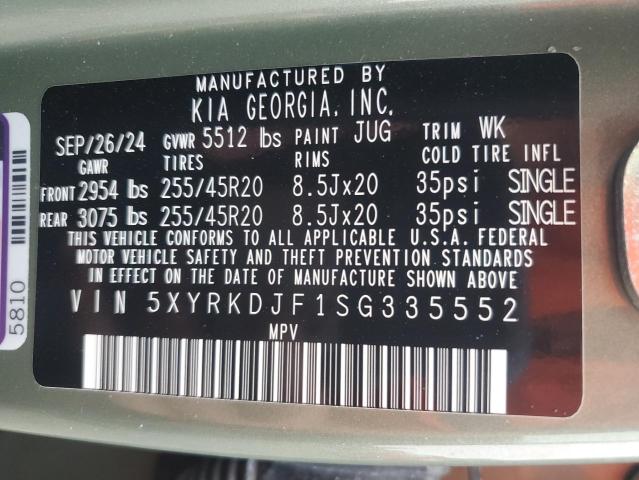 MANUFACTURED BY
KIA GEORGIA, INC,
SEP/26/24 GVWR 5512 lbs PAINT JUG TRIM WK
GAWR TIRES RIMS COLD TIRE INFL
FRONT 2954 lbs 255/45R20 8.5Jx20 35psi SINGLE
REAR 3075 lbs 255/45R20 8.5Jx20 35psi SINGLE
THIS VEHICLE CONFORMS TO ALL APPLICABLE U.S.A. FEDERAL
MOTOR VEHICLE SAFETY AND THEFT PREVENTION STANDARDS
IN EFFECT ON THE DATE OF MANUFACTURE SHOWN ABOVE
VIN 5XYRKDJF1SG335552
MPV
5810